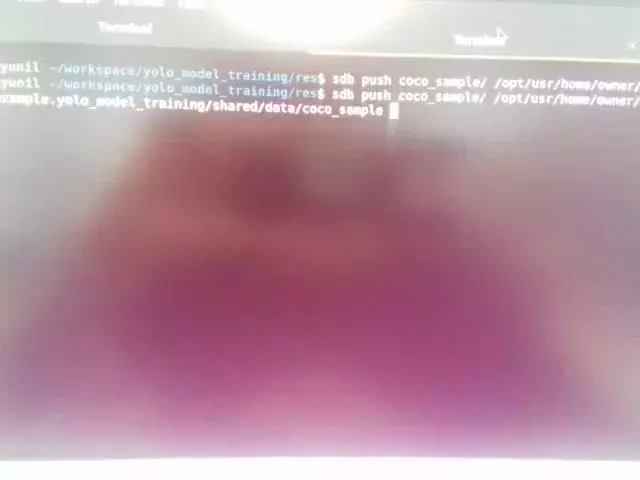 Terminal
Terminal
yunil ~/workspace/yolo_model_training/res$ sdb push coco_sample/ /opt/usr/home/owner/
yunil ~/workspace/yolo_model_training/res$ sdb push coco_sample/ /opt/usr/home/owner/
example.yolo_model_training/shared/data/coco_sample